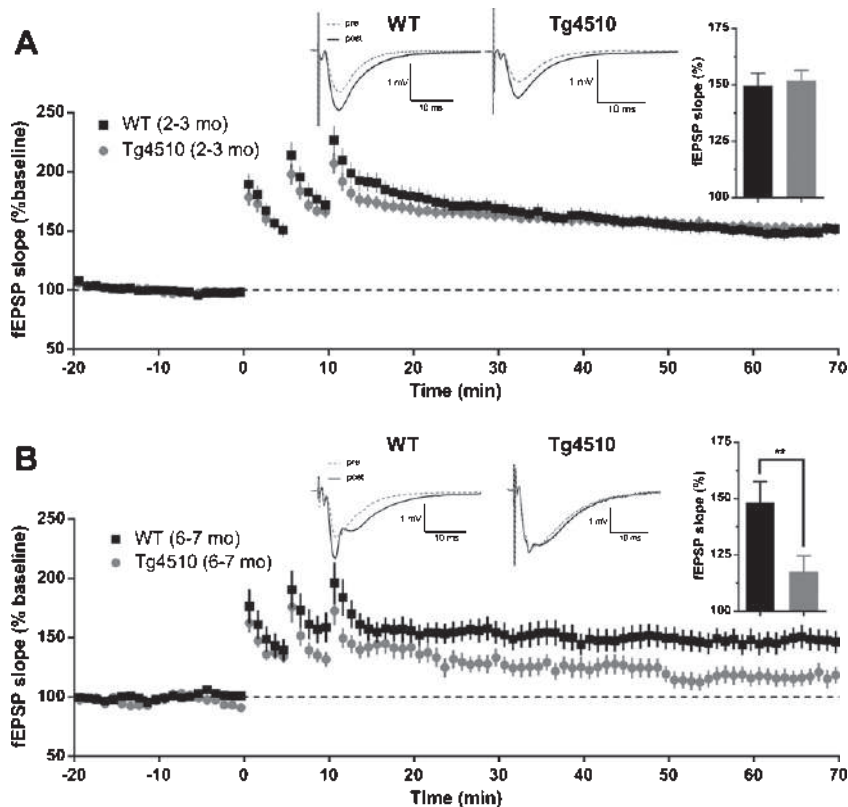 A
WT
Tg4510
pre
post
1 mV
10 ms
1 mV
10 ms
fEPSP slope (%)
175
150
125
100
fEPSP slope (%baseline)
250
200
150
100
50
WT (2-3 mo)
Tg4510 (2-3 mo)
-20 -10 0 10 20 30 40 50 60 70
Time (min)
B
WT
Tg4510
pre
post
1 mV
10 ms
1 mV
10 ms
fEPSP slope (%)
175
150
125
100
**
fEPSP slope (% baseline)
250
200
150
100
50
WT (6-7 mo)
Tg4510 (6-7 mo)
-20 -10 0 10 20 30 40 50 60 70
Time (min)